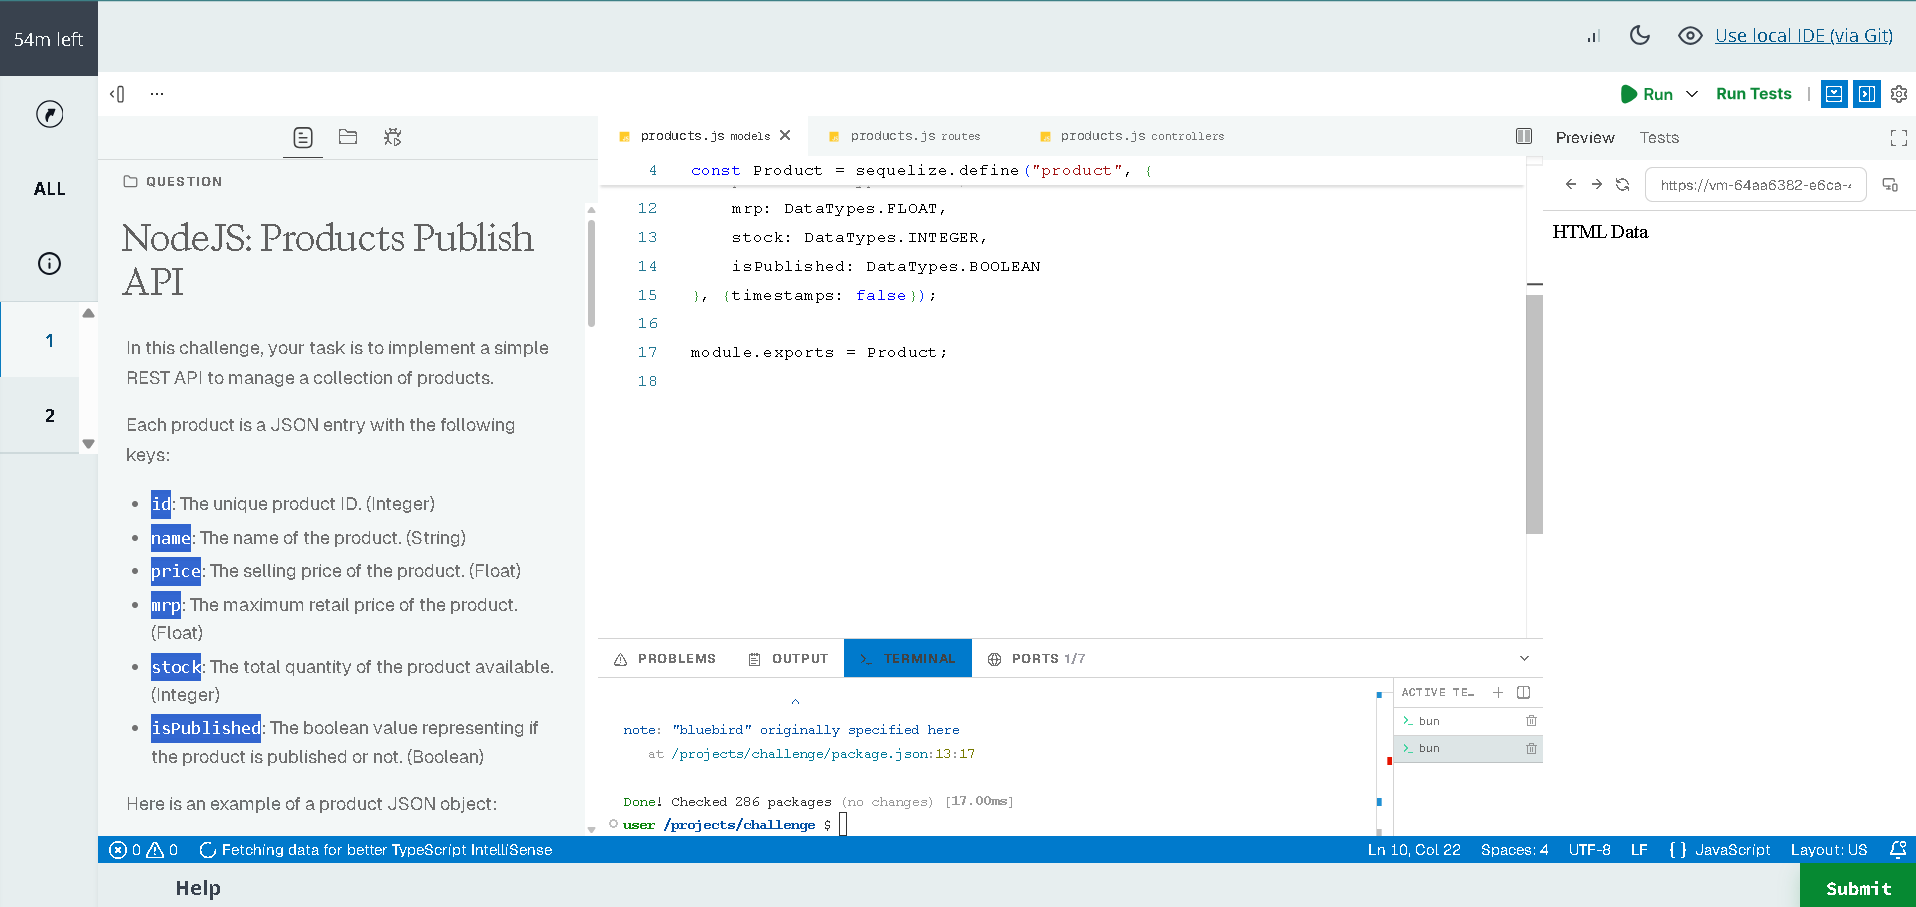 54m left
Use local IDE (via Git)
...
Run
Run Tests
ALL
1
2
QUESTION
NodeJS: Products Publish
API
In this challenge, your task is to implement a simple
REST API to manage a collection of products.
Each product is a JSON entry with the following
keys:
id: The unique product ID. (Integer)
name: The name of the product. (String)
price: The selling price of the product. (Float)
mrp: The maximum retail price of the product.
(Float)
stock: The total quantity of the product available.
(Integer)
isPublished: The boolean value representing if
the product is published or not. (Boolean)
Here is an example of a product JSON object:
products.js models
products.js routes
products.js controllers
4 const Product = sequelize.define("product", {
12 mrp: DataTypes.FLOAT,
13 stock: DataTypes.INTEGER,
14 isPublished: DataTypes.BOOLEAN
15 }, {timestamps: false});
16
17 module.exports = Product;
18
Preview
Tests
https://vm-64aa6382-e6ca-
HTML Data
PROBLEMS
OUTPUT
TERMINAL
PORTS 1/7
^
note: "bluebird" originally specified here
at /projects/challenge/package.json:13:17
Done! Checked 286 packages (no changes) [17.00ms]
user /projects/challenge $
ACTIVE TE…
bun
bun
0 0 Fetching data for better TypeScript IntelliSense
Ln 10, Col 22 Spaces: 4 UTF-8 LF { } JavaScript Layout: US
Help
Submit